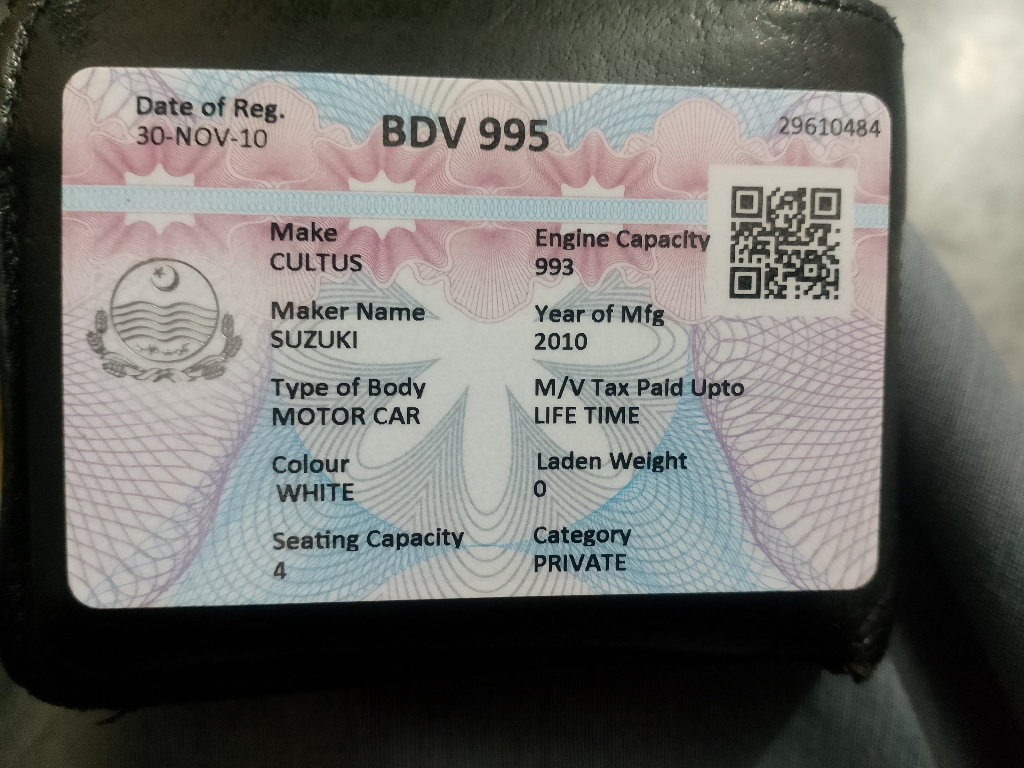 Date of Reg.
30-NOV-10
BDV 995
29610484
Make
CULTUS
Engine Capacity
993
Maker Name
SUZUKI
Year of Mfg
2010
Type of Body
MOTOR CAR
M/V Tax Paid Upto
LIFE TIME
Colour
WHITE
Laden Weight
0
Seating Capacity
4
Category
PRIVATE